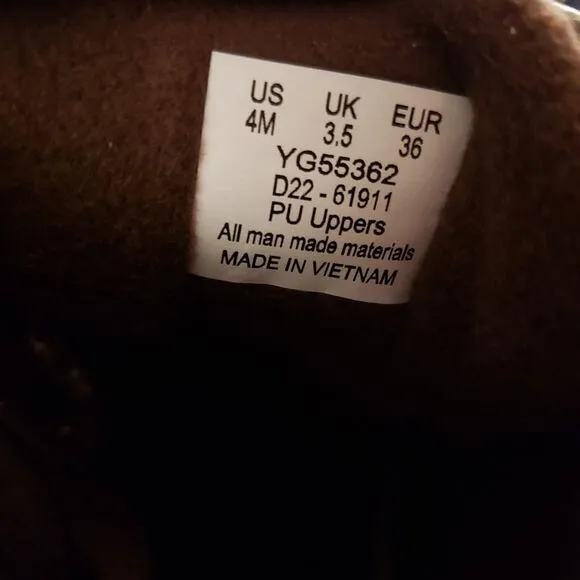 US UK EUR
4M 3.5 36
YG55362
D22 - 61911
PU Uppers
All man made materials
MADE IN VIETNAM